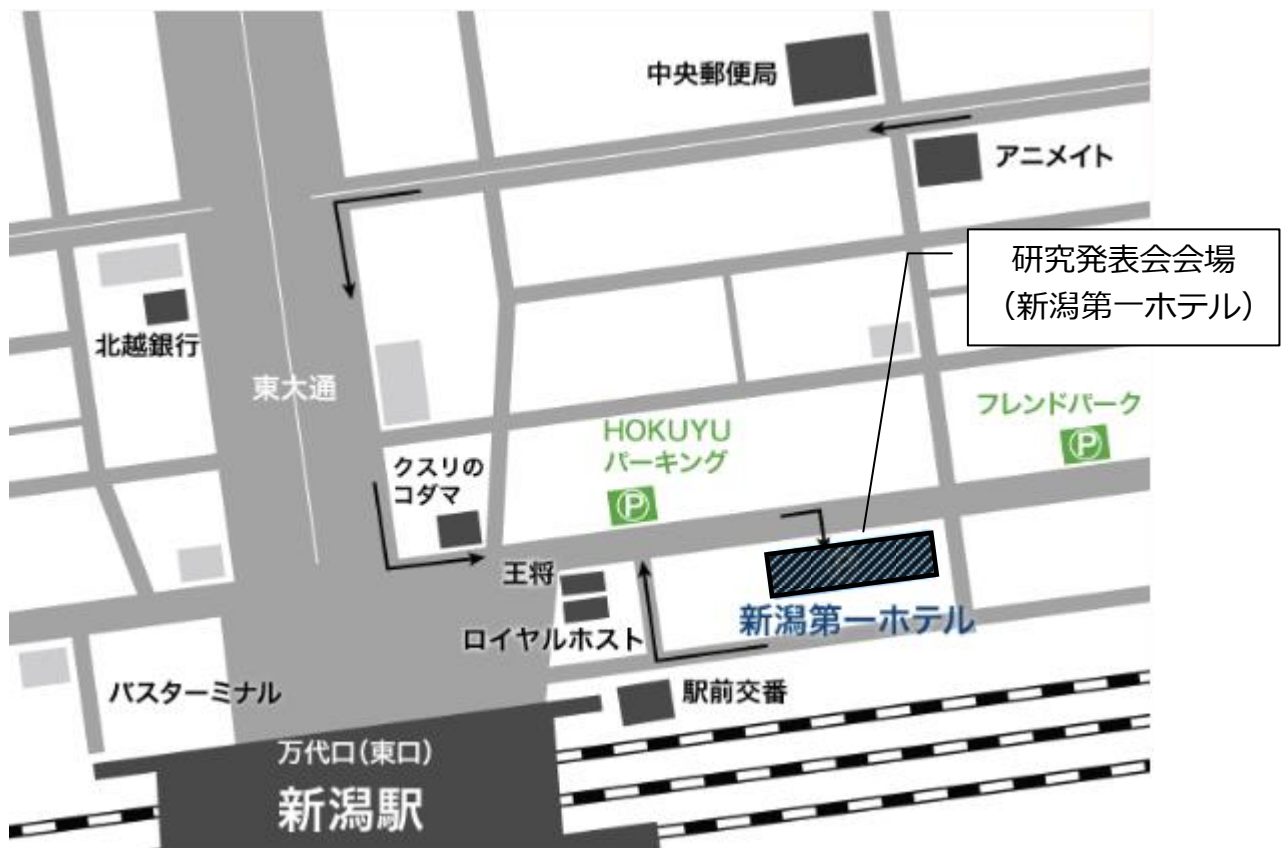 中央郵便局
アニメイト
研究発表会会場
（新潟第一ホテル）
北越銀行
東大通
フレンドパーク
P
HOKUYU
パーキング
P
クスリの
コダマ
王将
ロイヤルホスト
新潟第一ホテル
バスターミナル
駅前交番
万代口(東口)
新潟駅